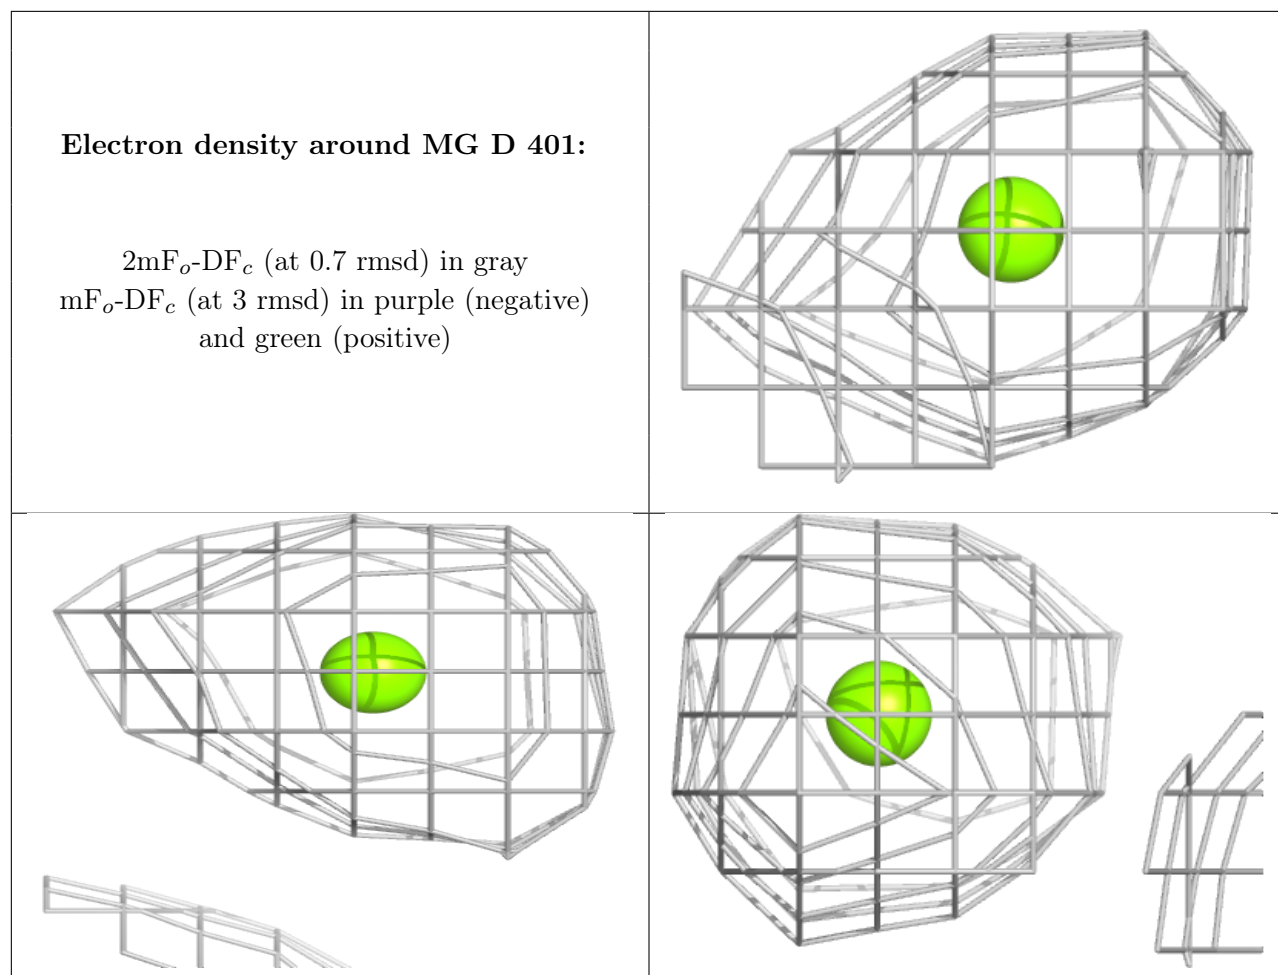 Electron density around MG D 401:
2mFo-DFc (at 0.7 rmsd) in gray
mFo-DFc (at 3 rmsd) in purple (negative)
and green (positive)